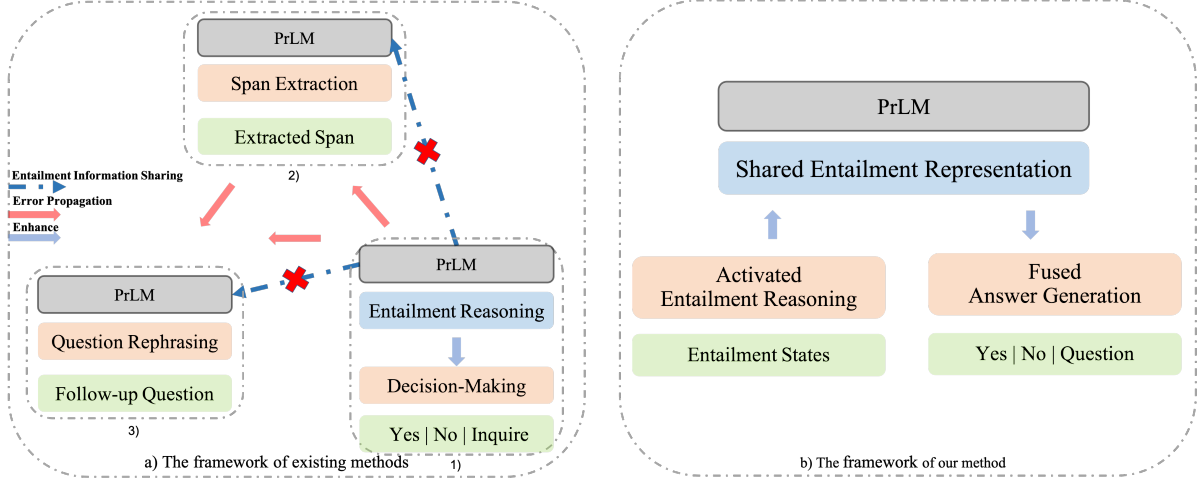 PrLM
Span Extraction
Extracted Span
2)
Entailment Information Sharing
Error Propagation
Enhance
PrLM
Question Rephrasing
Follow-up Question
3)
PrLM
Entailment Reasoning
Decision-Making
Yes | No | Inquire
1)
a) The framework of existing methods
PrLM
Shared Entailment Representation
Activated
Entailment Reasoning
Entailment States
Fused
Answer Generation
Yes | No | Question
b) The framework of our method